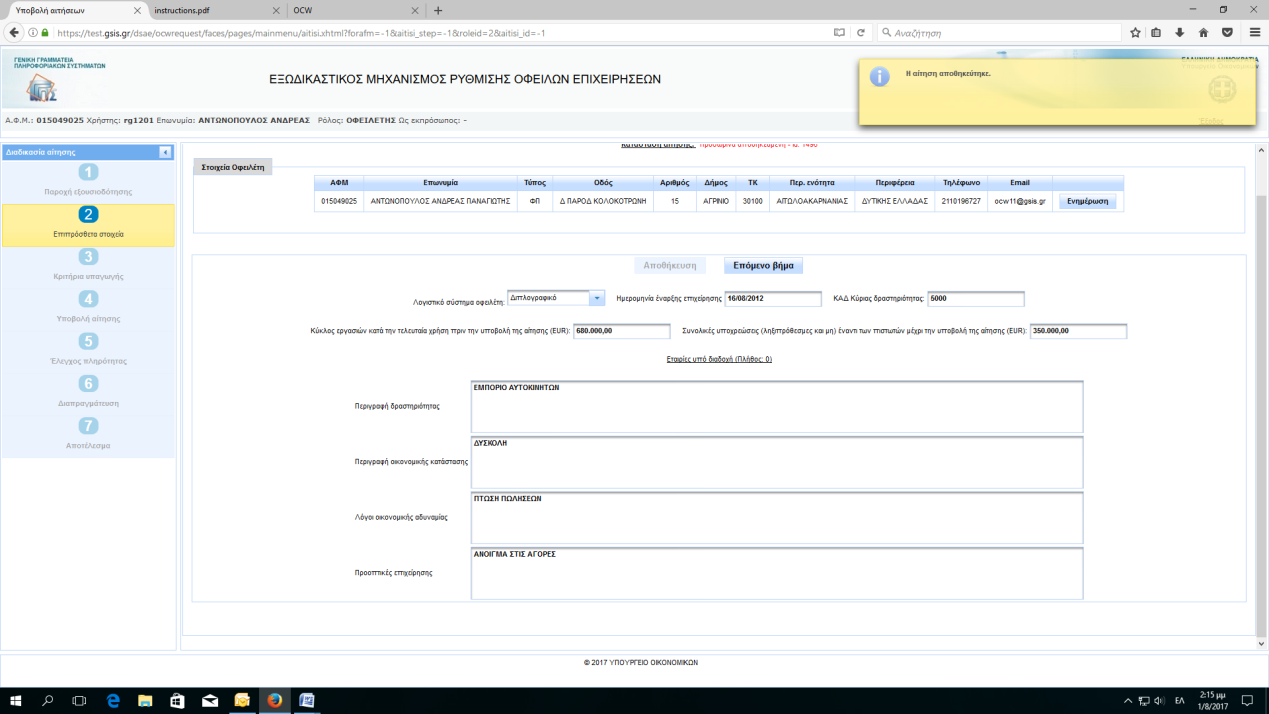 Υποβολή αιτήσεων
instructions.pdf
OCW
https://test.gsis.gr/dsae/ocwrequest/faces/pages/mainmenu/aitisi.xhtml?forafm=-1&aitisi_step=-1&roleid=2&aitisi_id=-1
Αναζήτηση
ΓΕΝΙΚΗ ΓΡΑΜΜΑΤΕΙΑ
ΠΛΗΡΟΦΟΡΙΑΚΩΝ ΣΥΣΤΗΜΑΤΩΝ
ΕΞΩΔΙΚΑΣΤΙΚΟΣ ΜΗΧΑΝΙΣΜΟΣ ΡΥΘΜΙΣΗΣ ΟΦΕΙΛΩΝ ΕΠΙΧΕΙΡΗΣΕΩΝ
Η αίτηση αποθηκεύτηκε.
Έξοδος
Α.Φ.Μ.: 015049025 Χρήστης: rg1201 Επωνυμία: ΑΝΤΩΝΟΠΟΥΛΟΣ ΑΝΔΡΕΑΣ Ρόλος: ΟΦΕΙΛΕΤΗΣ Ως εκπρόσωπος: -
Διαδικασία αίτησης
1
Παροχή εξουσιοδότησης
2
Επιπρόσθετα στοιχεία
3
Κριτήρια υπαγωγής
4
Υποβολή αίτησης
5
Έλεγχος πληρότητας
6
Διαπραγμάτευση
7
Αποτέλεσμα
Κατάσταση αίτησης: Προσωρινά αποθηκευμένη - id: 1496
Στοιχεία Οφειλέτη
ΑΦΜ Επωνυμία Τύπος Οδός Αριθμός Δήμος ΤΚ Περ. ενότητα Περιφέρεια Τηλέφωνο Email
015049025 ΑΝΤΩΝΟΠΟΥΛΟΣ ΑΝΔΡΕΑΣ ΠΑΝΑΓΙΩΤΗΣ ΦΠ Δ ΠΑΡΟΔ ΚΟΛΟΚΟΤΡΩΝΗ 15 ΑΓΡΙΝΙΟ 30100 ΑΙΤΩΛΟΑΚΑΡΝΑΝΙΑΣ ΔΥΤΙΚΗΣ ΕΛΛΑΔΑΣ 2110196727 ocw11@gsis.gr Ενημέρωση
Αποθήκευση Επόμενο βήμα
Λογιστικό σύστημα οφειλέτη: Διπλογραφικό Ημερομηνία έναρξης επιχείρησης 16/08/2012 ΚΑΔ Κύριας δραστηριότητας: 5000
Κύκλος εργασιών κατά την τελευταία χρήση πριν την υποβολή της αίτησης (EUR): 680.000,00 Συνολικές υποχρεώσεις (ληξιπρόθεσμες και μη) έναντι των πιστωτών μέχρι την υποβολή της αίτησης (EUR): 350.000,00
Εταιρίες υπό διαδοχή (Πλήθος: 0)
Περιγραφή δραστηριότητας
ΕΜΠΟΡΙΟ ΑΥΤΟΚΙΝΗΤΩΝ
Περιγραφή οικονομικής κατάστασης
ΔΥΣΚΟΛΗ
Λόγοι οικονομικής αδυναμίας
ΠΤΩΣΗ ΠΩΛΗΣΕΩΝ
Προοπτικές επιχείρησης
ΑΝΟΙΓΜΑ ΣΤΙΣ ΑΓΟΡΕΣ
© 2017 ΥΠΟΥΡΓΕΙΟ ΟΙΚΟΝΟΜΙΚΩΝ
ΕΛ
2:15 μμ
1/8/2017